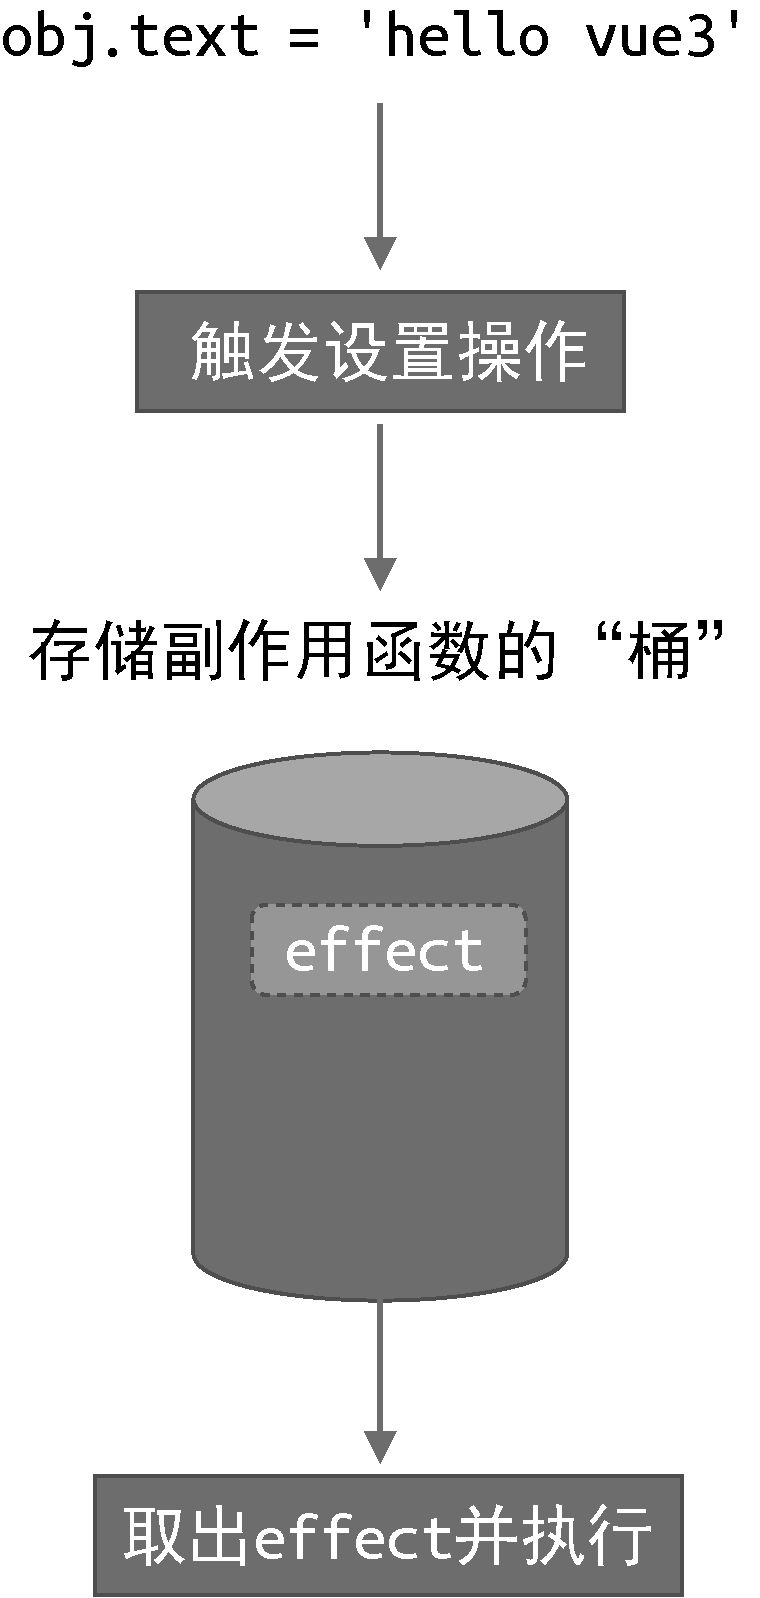 obj.text = 'hello vue3'
触发设置操作
存储副作用函数的“桶”
effect
取出effect并执行